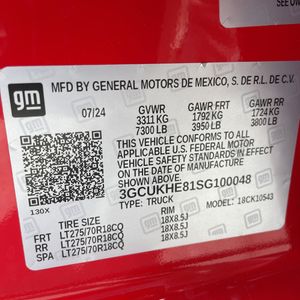 SEE OWN
gm
MFD BY GENERAL MOTORS DE MEXICO, S. DE R.L. DE C.V.
07/24 GVWR GAWR FRT GAWR RR
3311 KG 1792 KG 1724 KG
7300 LB 3950 LB 3800 LB
THIS VEHICLE CONFORMS TO ALL
APPLICABLE U.S. FEDERAL MOTOR
VEHICLE SAFETY STANDARDS IN
EFFECT ON THE DATE OF
MANUFACTURE SHOWN ABOVE.
3GCUKHE81SG100048
TYPE: TRUCK MODEL: 18CK10543
130X
TIRE SIZE RIM
FRT LT275/70R18CQ 18X8.5J
RR LT275/70R18CQ 18X8.5J
SPA LT275/70R18CQ 18X8.5J